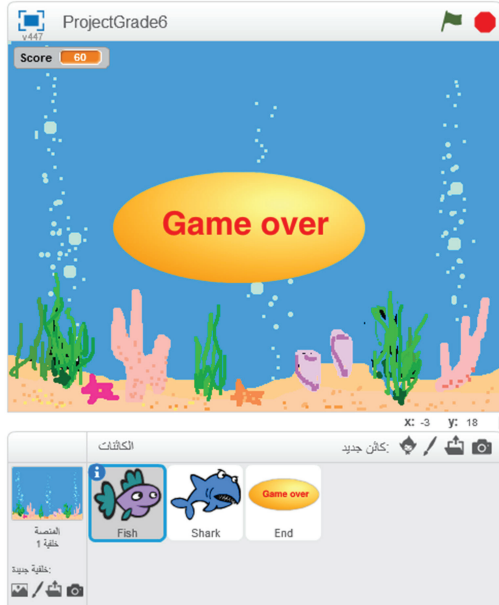 ProjectGrade6
v447
Score 60
Game over
x: -3 y: 18
الكائنات
كائن جديد:
Fish
Shark
Game over
End
المنصة
خلفية 1
خلفية جديدة: